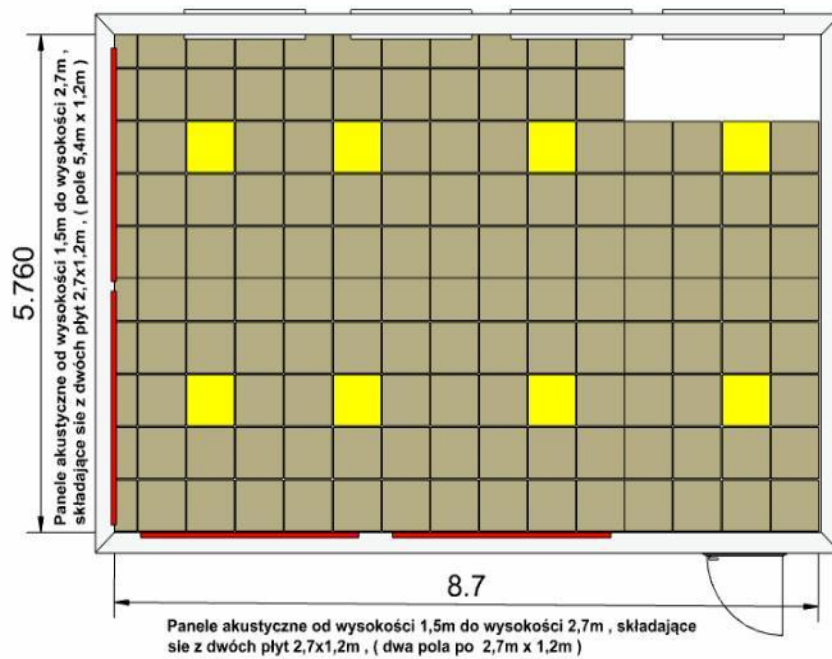 5.760
Panele akustyczne od wysokości 1,5m do wysokości 2,7m ,
składające sie z dwóch płyt 2,7x1,2m , ( pole 5,4m x 1,2m )
8.7
Panele akustyczne od wysokości 1,5m do wysokości 2,7m , składające
sie z dwóch płyt 2,7x1,2m , ( dwa pola po 2,7m x 1,2m )